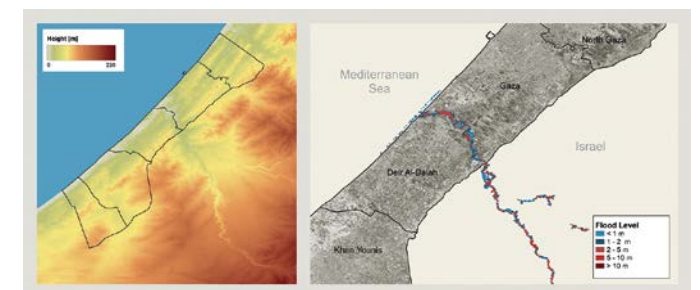 Height [m]
0
Mediterranean
Sea
North Gaza
Gaza
Israel
Deir Al-Balah
Khan Younis
Flood Level
< 1 m
1 - 2 m
2 - 5 m
5 - 10 m
> 10 m